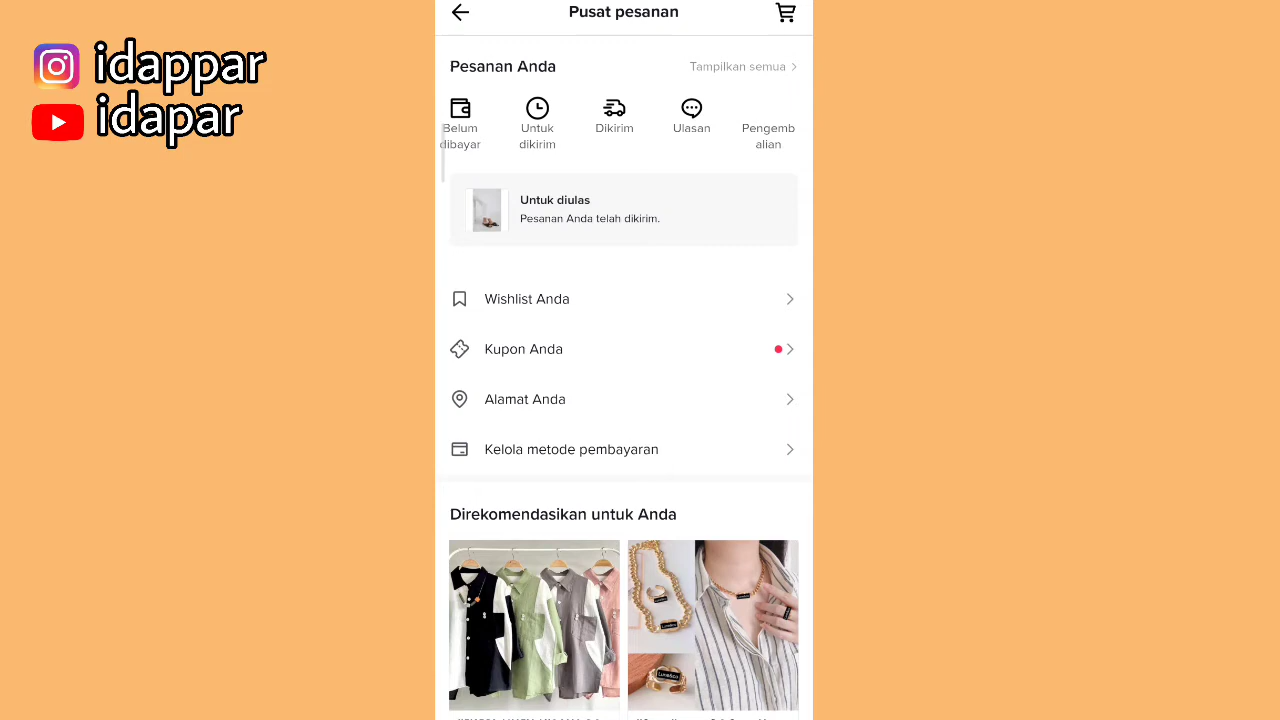 idappar
idapar
Pusat pesanan
Pesanan Anda
Tampilkan semua
Belum
dibayar
Untuk
dikirim
Dikirim
Ulasan
Pengemb
alian
Untuk diulas
Pesanan Anda telah dikirim.
Wishlist Anda
Kupon Anda
Alamat Anda
Kelola metode pembayaran
Direkomendasikan untuk Anda